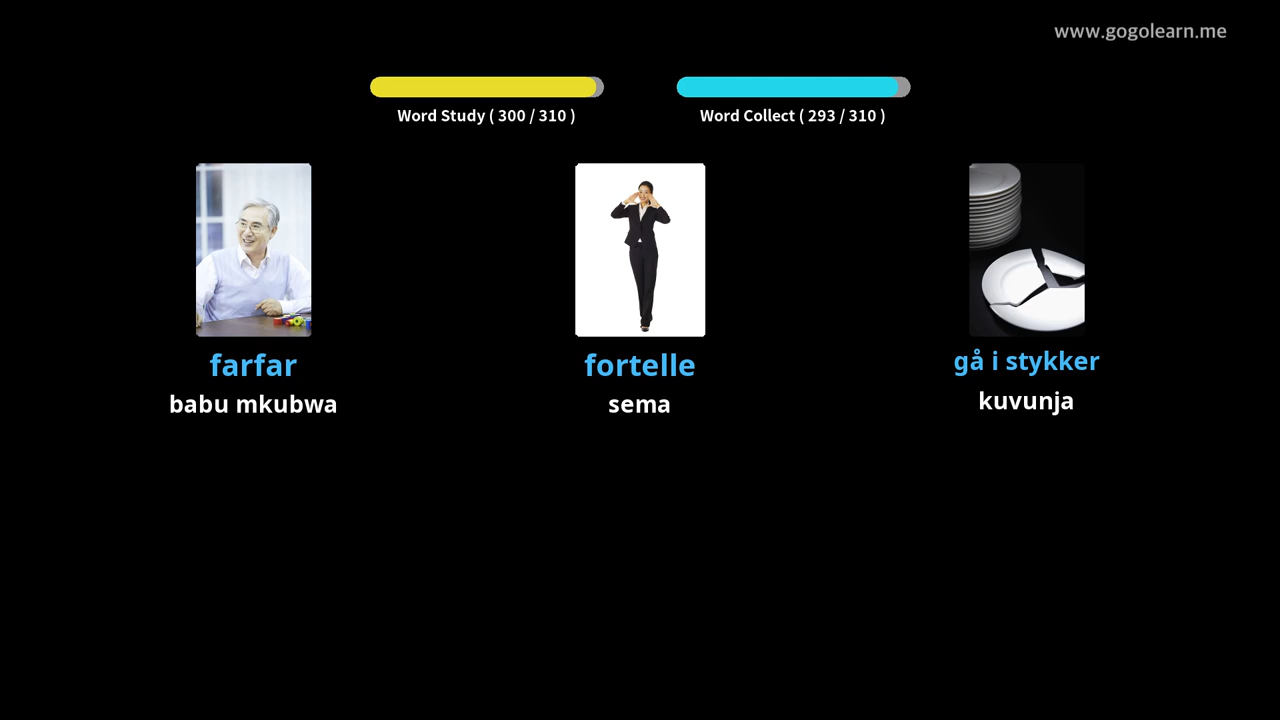 www.gogolearn.me
Word Study ( 300 / 310 )
Word Collect ( 293 / 310 )
farfar
babu mkubwa
fortelle
sema
gå i stykker
kuvunja